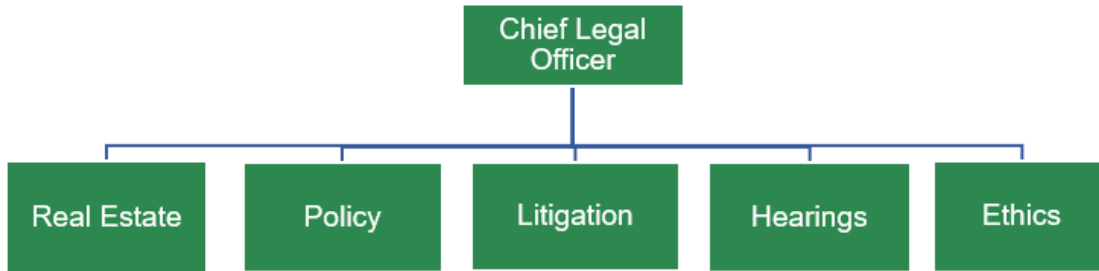 Chief Legal
Officer
Real Estate
Policy
Litigation
Hearings
Ethics